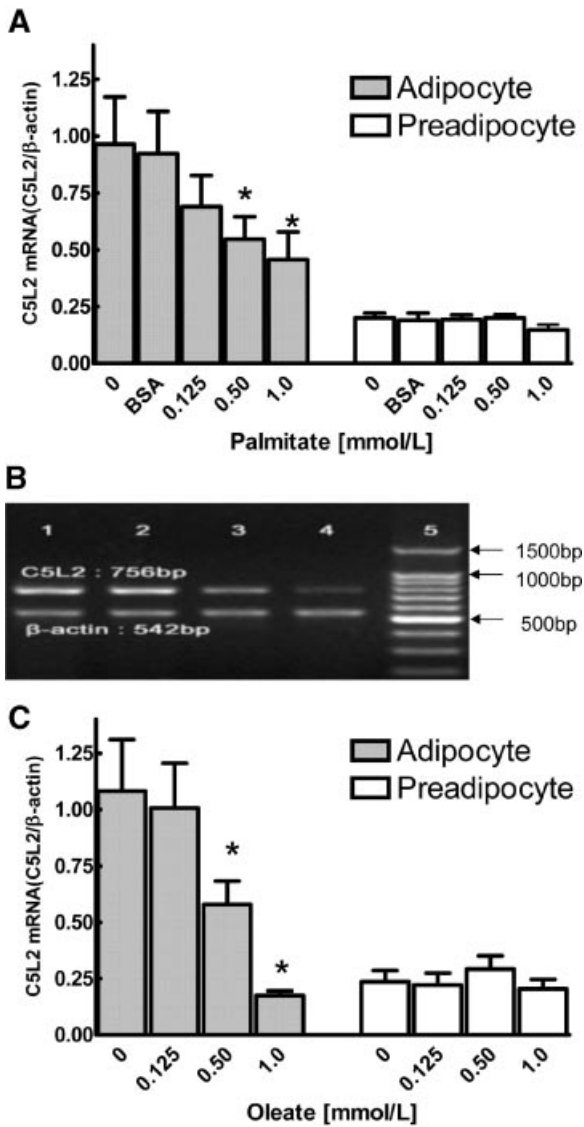 A
C5L2 mRNA(C5L2/β-actin)
1.25
1.00
0.75
0.50
0.25
0.00
Adipocyte
Preadipocyte
* *
0 BSA 0.125 0.50 1.0 0 BSA 0.125 0.50 1.0
Palmitate [mmol/L]
B
1 2 3 4 5
C5L2 : 756bp
β-actin : 542bp
1500bp
1000bp
500bp
C
C5L2 mRNA(C5L2/β-actin)
1.25
1.00
0.75
0.50
0.25
0.00
Adipocyte
Preadipocyte
*
*
0 0.125 0.50 1.0 0 0.125 0.50 1.0
Oleate [mmol/L]